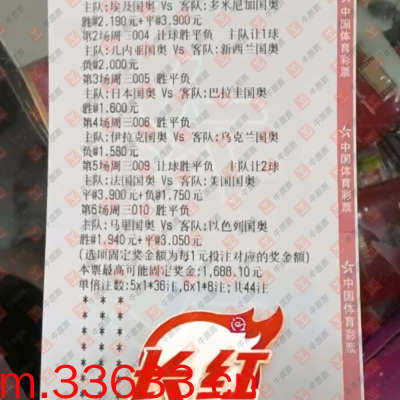 主队:埃及国奥 Vs 客队:多米尼加国奥
胜#2.190元+平#3.900元
第2场周三004 让球胜平负 主队让1球
主队:几内亚国奥 Vs 客队:新西兰国奥
负#2.000元
第3场周三005 胜平负
主队:日本国奥 Vs 客队:巴拉圭国奥
胜#1.600元
第4场周三006 胜平负
主队:伊拉克国奥 Vs 客队:乌克兰国奥
负#1.580元
第5场周三009 让球胜平负 主队让2球
主队:法国国奥 Vs 客队:美国国奥
平#3.900元+负#1.750元
第6场周三010 胜平负
主队:马里国奥 Vs 客队:以色列国奥
胜#1.940元+平#3.050元
(选项固定奖金额为每1元投注对应的奖金额)
本票最高可能固定奖金:1,688.10元
单倍注数:5x1*36注;6x1*8注;共44注
中国体育彩票
中国体育彩票
中国体育彩票
长红